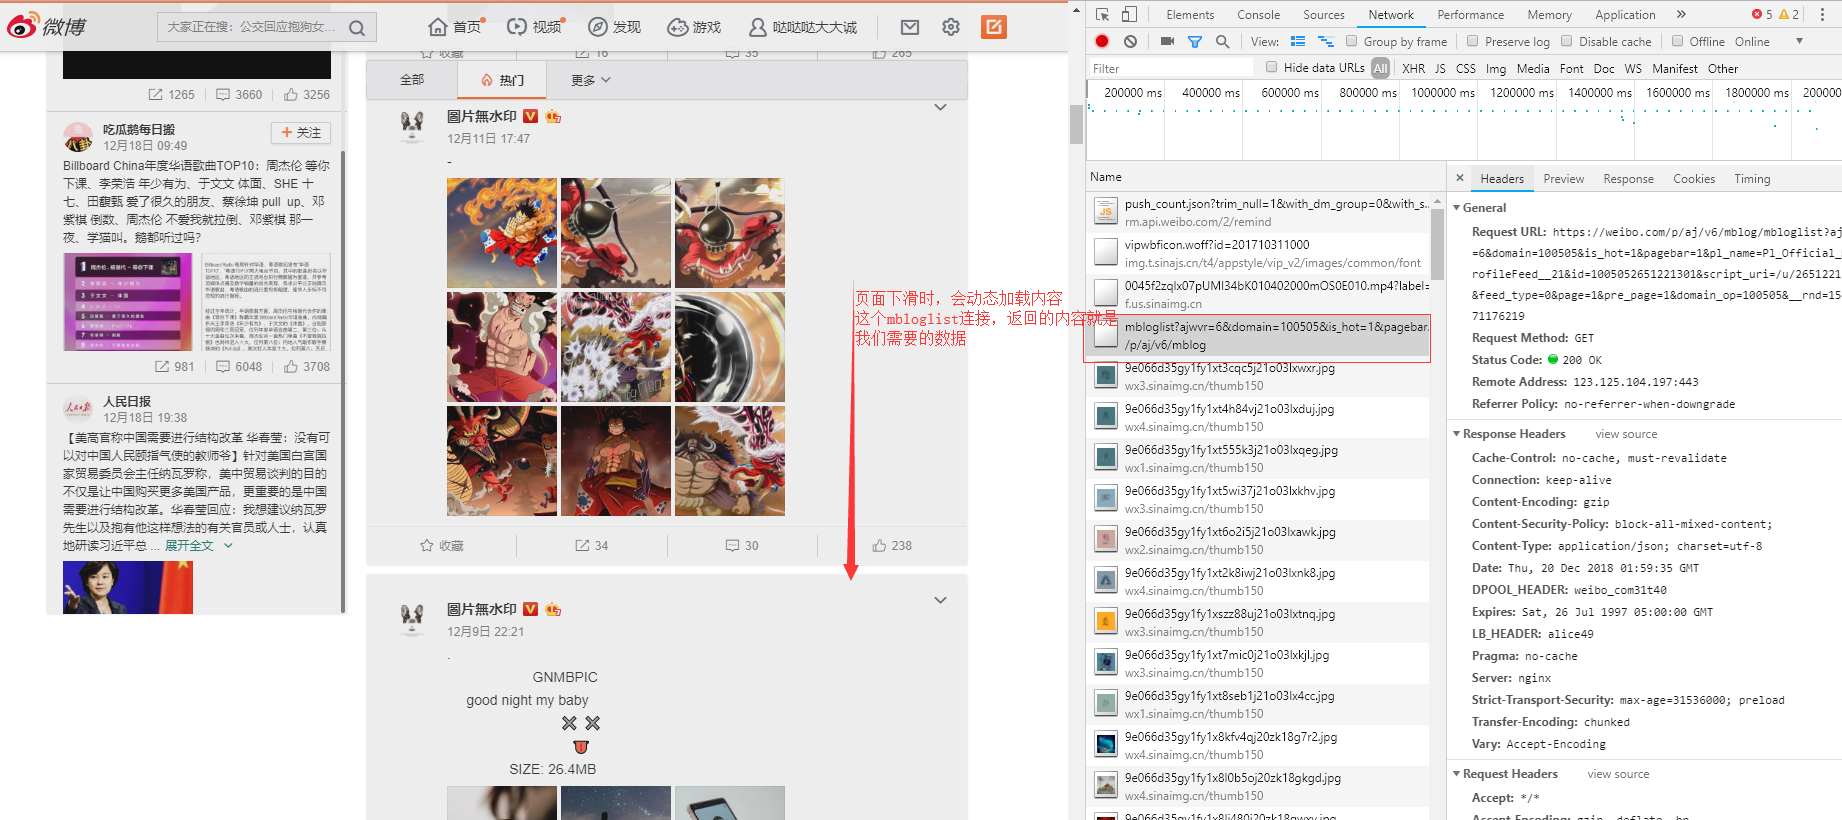 微博
大家正在搜：公交回应抱狗女...
首页
视频
发现
游戏
哒哒哒大大诚
1265
3660
3256
吃瓜鹅每日搬
12月18日 09:49
+ 关注
Billboard China年度华语歌曲TOP10：周杰伦 等你
下课、李荣浩 年少有为、于文文 体面、SHE 十
七、田馥甄 爱了很久的朋友、蔡徐坤 pull up、邓
紫棋 倒数、周杰伦 不爱我就拉倒、邓紫棋 那一
夜、学猫叫。鹅都听过吗?
981
6048
3708
人民日报
12月18日 19:38
【美高官称中国需要进行结构改革 华春莹：没有可
以对中国人民颐指气使的教师爷】针对美国白宫国
家贸易委员会主任纳瓦罗称，美中贸易谈判的目的
不仅是让中国购买更多美国产品，更重要的是中国
需要进行结构改革。华春莹回应：我想建议纳瓦罗
先生以及抱有他这样想法的有关官员或人士，认真
地研读习近平总 ... 展开全文
收藏
16
35
265
全部
热门
更多
圖片無水印
12月11日 17:47
-
收藏
34
30
238
圖片無水印
12月9日 22:21
.
GNMBPIC
good night my baby
SIZE: 26.4MB
页面下滑时，会动态加载内容
这个mbloglist连接，返回的内容就是
我们需要的数据
Elements
Console
Sources
Network
Performance
Memory
Application
»
5
2
View:
Group by frame
Preserve log
Disable cache
Offline
Online
Filter
Hide data URLs
All
XHR
JS
CSS
Img
Media
Font
Doc
WS
Manifest
Other
200000 ms
400000 ms
600000 ms
800000 ms
1000000 ms
1200000 ms
1400000 ms
1600000 ms
1800000 ms
200000
Name
push_count.json?trim_null=1&with_dm_group=0&with_s...
rm.api.weibo.com/2/remind
vipwbficon.woff?id=201710311000
img.t.sinajs.cn/t4/appstyle/vip_v2/images/common/font
0045f2zqlx07pUMI34bK010402000mOS0E010.mp4?label=
f.us.sinaimg.cn
mbloglist?ajwvr=6&domain=100505&is_hot=1&pagebar.
/p/aj/v6/mblog
9e066d35gy1fy1xt3cqc5j21o03lxwxr.jpg
wx3.sinaimg.cn/thumb150
9e066d35gy1fy1xt4h84vj21o03lxduj.jpg
wx4.sinaimg.cn/thumb150
9e066d35gy1fy1xt555k3j21o03lxqeg.jpg
wx1.sinaimg.cn/thumb150
9e066d35gy1fy1xt5wi37j21o03lxkhv.jpg
wx3.sinaimg.cn/thumb150
9e066d35gy1fy1xt6o2i5j21o03lxawk.jpg
wx2.sinaimg.cn/thumb150
9e066d35gy1fy1xt2k8iwj21o03lxnk8.jpg
wx4.sinaimg.cn/thumb150
9e066d35gy1fy1xszz88uj21o03lxtnq.jpg
wx3.sinaimg.cn/thumb150
9e066d35gy1fy1xt7mic0j21o03lxkjl.jpg
wx3.sinaimg.cn/thumb150
9e066d35gy1fy1xt8seb1j21o03lx4cc.jpg
wx1.sinaimg.cn/thumb150
9e066d35gy1fy1x8kfv4qj20zk18g7r2.jpg
wx4.sinaimg.cn/thumb150
9e066d35gy1fy1x8l0b5oj20zk18gkgd.jpg
wx4.sinaimg.cn/thumb150
Headers
Preview
Response
Cookies
Timing
General
Request URL: https://weibo.com/p/aj/v6/mblog/mbloglist?aj
=6&domain=100505&is_hot=1&pagebar=1&pl_name=Pl_Official_
rofileFeed__21&id=1005052651221301&script_uri=/u/2651221
&feed_type=0&page=1&pre_page=1&domain_op=100505&__rnd=15
71176219
Request Method: GET
Status Code: 200 OK
Remote Address: 123.125.104.197:443
Referrer Policy: no-referrer-when-downgrade
Response Headers
view source
Cache-Control: no-cache, must-revalidate
Connection: keep-alive
Content-Encoding: gzip
Content-Security-Policy: block-all-mixed-content;
Content-Type: application/json; charset=utf-8
Date: Thu, 20 Dec 2018 01:59:35 GMT
DPOOL_HEADER: weibo_com3lt40
Expires: Sat, 26 Jul 1997 05:00:00 GMT
LB_HEADER: alice49
Pragma: no-cache
Server: nginx
Strict-Transport-Security: max-age=31536000; preload
Transfer-Encoding: chunked
Vary: Accept-Encoding
Request Headers
view source
Accept: */*